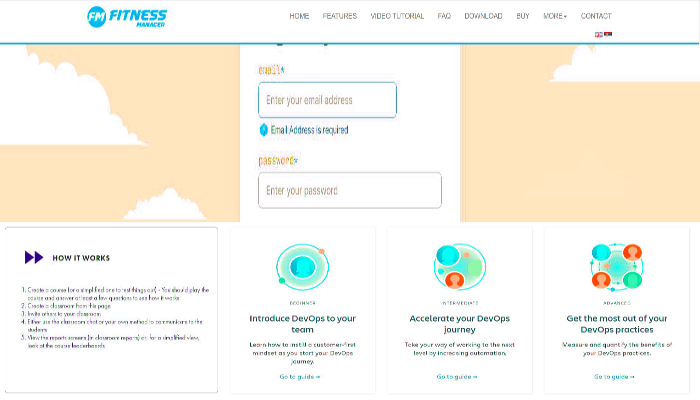 FM FITNESS
MANAGER
HOME FEATURES VIDEO TUTORIAL FAQ DOWNLOAD BUY MORE CONTACT
email*
Enter your email address
Email Address is required
password*
Enter your password
HOW IT WORKS
1. Create a course (or a simplified one to test things out) - You should play the
course and answer at least a few questions to see how it works
2. Create a classroom from this page
3. Invite others to your classroom
4. Either use the classroom chat or your own method to communicate to the
students
5. View the reports screens (in classroom reports) or, for a simplified view,
look at the course leaderboards
BEGINNER
Introduce DevOps to your
team
Learn how to instill a customer-first
mindset as you start your DevOps
journey.
Go to guide →
INTERMEDIATE
Accelerate your DevOps
journey
Take your way of working to the next
level by increasing automation.
Go to guide →
ADVANCED
Get the most out of your
DevOps practices
Measure and quantify the benefits of
your DevOps practices.
Go to guide →